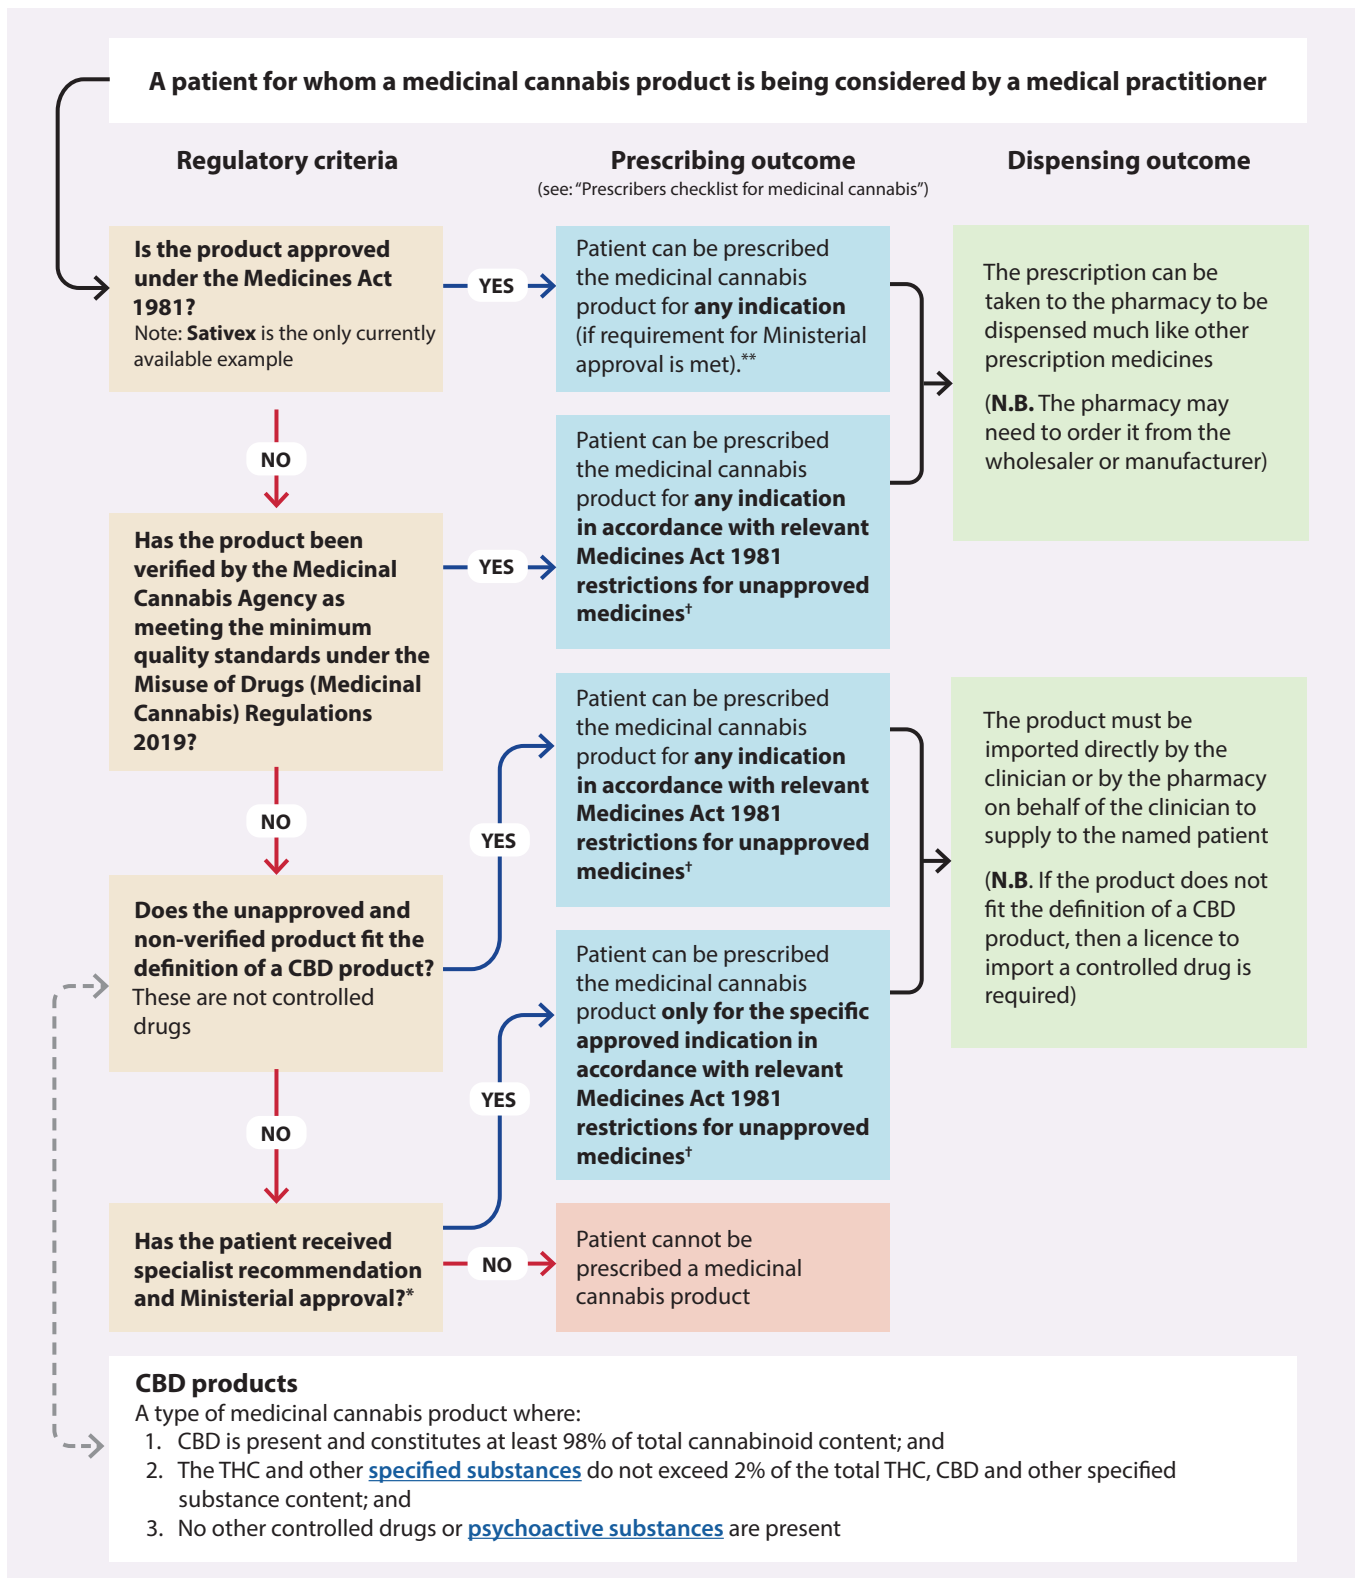 A patient for whom a medicinal cannabis product is being considered by a medical practitioner
Regulatory criteria
Prescribing outcome
(see: “Prescribers checklist for medicinal cannabis”)
Dispensing outcome
Is the product approved
under the Medicines Act
1981?
Note: Sativex is the only currently
available example
YES
Patient can be prescribed
the medicinal cannabis
product for any indication
(if requirement for Ministerial
approval is met).**
The prescription can be
taken to the pharmacy to be
dispensed much like other
prescription medicines
(N.B. The pharmacy may
need to order it from the
wholesaler or manufacturer)
NO
Has the product been
verified by the Medicinal
Cannabis Agency as
meeting the minimum
quality standards under the
Misuse of Drugs (Medicinal
Cannabis) Regulations
2019?
YES
Patient can be prescribed
the medicinal cannabis
product for any indication
in accordance with relevant
Medicines Act 1981
restrictions for unapproved
medicines†
NO
Does the unapproved and
non-verified product fit the
definition of a CBD product?
These are not controlled
drugs
YES
Patient can be prescribed
the medicinal cannabis
product for any indication
in accordance with relevant
Medicines Act 1981
restrictions for unapproved
medicines†
The product must be
imported directly by the
clinician or by the pharmacy
on behalf of the clinician to
supply to the named patient
(N.B. If the product does not
fit the definition of a CBD
product, then a licence to
import a controlled drug is
required)
NO
Has the patient received
specialist recommendation
and Ministerial approval?*
YES
Patient can be prescribed
the medicinal cannabis
product only for the specific
approved indication in
accordance with relevant
Medicines Act 1981
restrictions for unapproved
medicines†
NO
Patient cannot be
prescribed a medicinal
cannabis product
CBD products
A type of medicinal cannabis product where:
1. CBD is present and constitutes at least 98% of total cannabinoid content; and
2. The THC and other specified substances do not exceed 2% of the total THC, CBD and other specified
substance content; and
3. No other controlled drugs or psychoactive substances are present